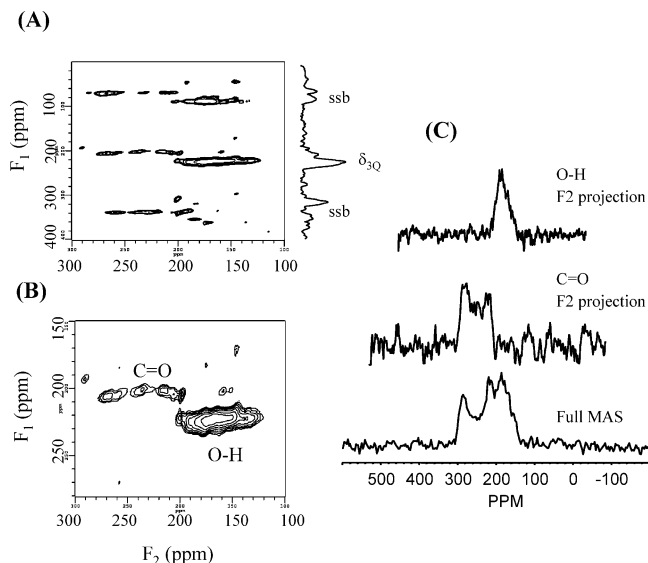 (A)
F1 (ppm)
100
200
300
400
300 250 200 150 100
ppm
ssb
δ3Q
ssb
(B)
F1 (ppm)
150
200
250
C=O
O-H
300 250 200 150 100
ppm
F2 (ppm)
(C)
O-H
F2 projection
C=O
F2 projection
Full MAS
500 400 300 200 100 0 -100
PPM